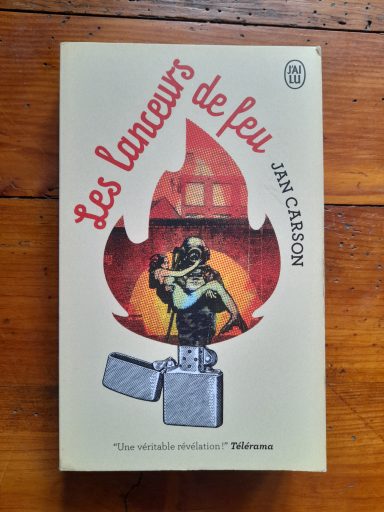 J'AI
LU
Les lanceurs
de feu
JAN CARSON
"Une véritable révélation !" Télérama